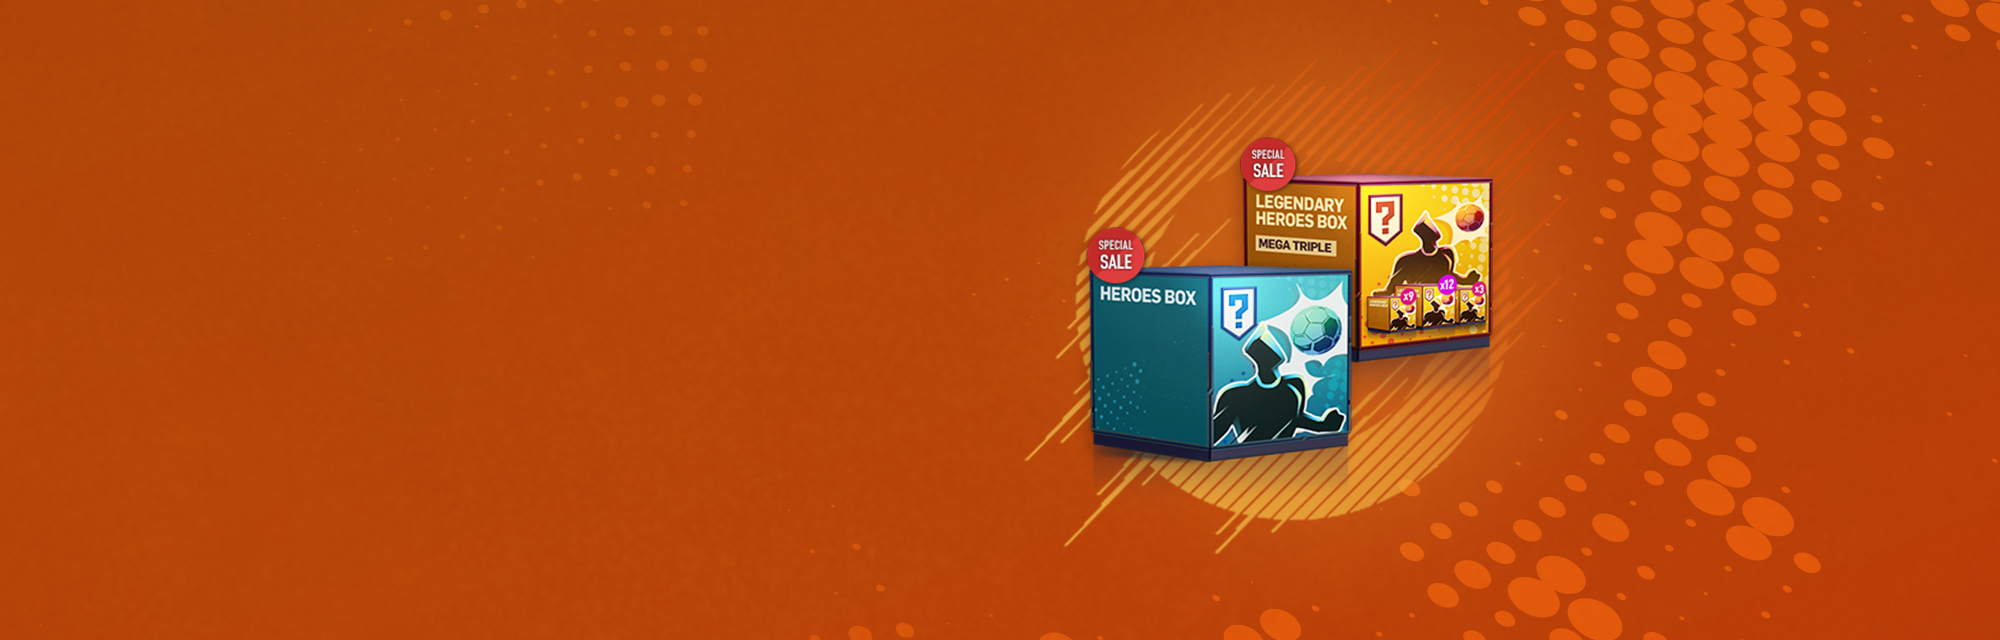 SPECIAL
SALE
LEGENDARY
HEROES BOX
MEGA TRIPLE
?
x9
x12
x3
SPECIAL
SALE
HEROES BOX
?